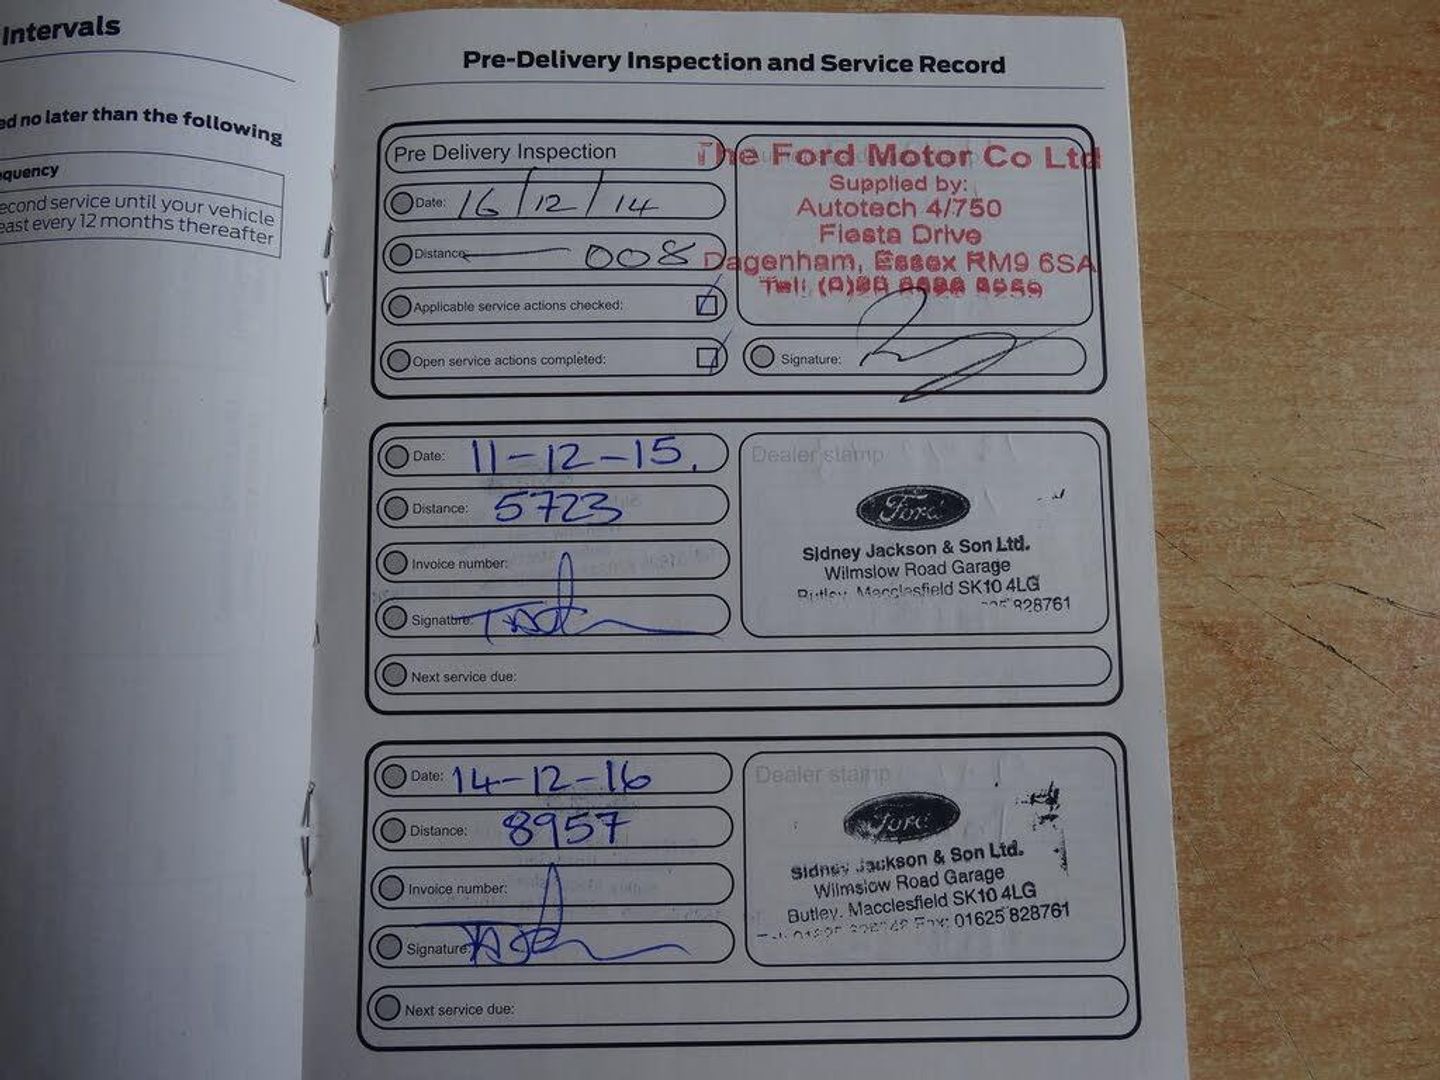 Intervals
ed no later than the following
quency
econd service until your vehicle
east every 12 months thereafter
Pre-Delivery Inspection and Service Record
Pre Delivery Inspection
Date: 16/12/14
Distance: 008
Applicable service actions checked:
Open service actions completed:
The Ford Motor Co Ltd
Supplied by:
Autotech 4/750
Fiesta Drive
Dagenham, Essex RM9 6SA
Tel:
Signature:
Date: 11-12-15.
Distance: 5723
Invoice number:
Signature:
Next service due:
Dealer stamp
Ford
Sidney Jackson & Son Ltd.
Wilmslow Road Garage
Butley, Macclesfield SK10 4LG
828761
Date: 14-12-16
Distance: 8957
Invoice number:
Signature:
Next service due:
Dealer stamp
Ford
Sidney Jackson & Son Ltd.
Wilmslow Road Garage
Butley, Macclesfield SK10 4LG
Fax: 01625 828761